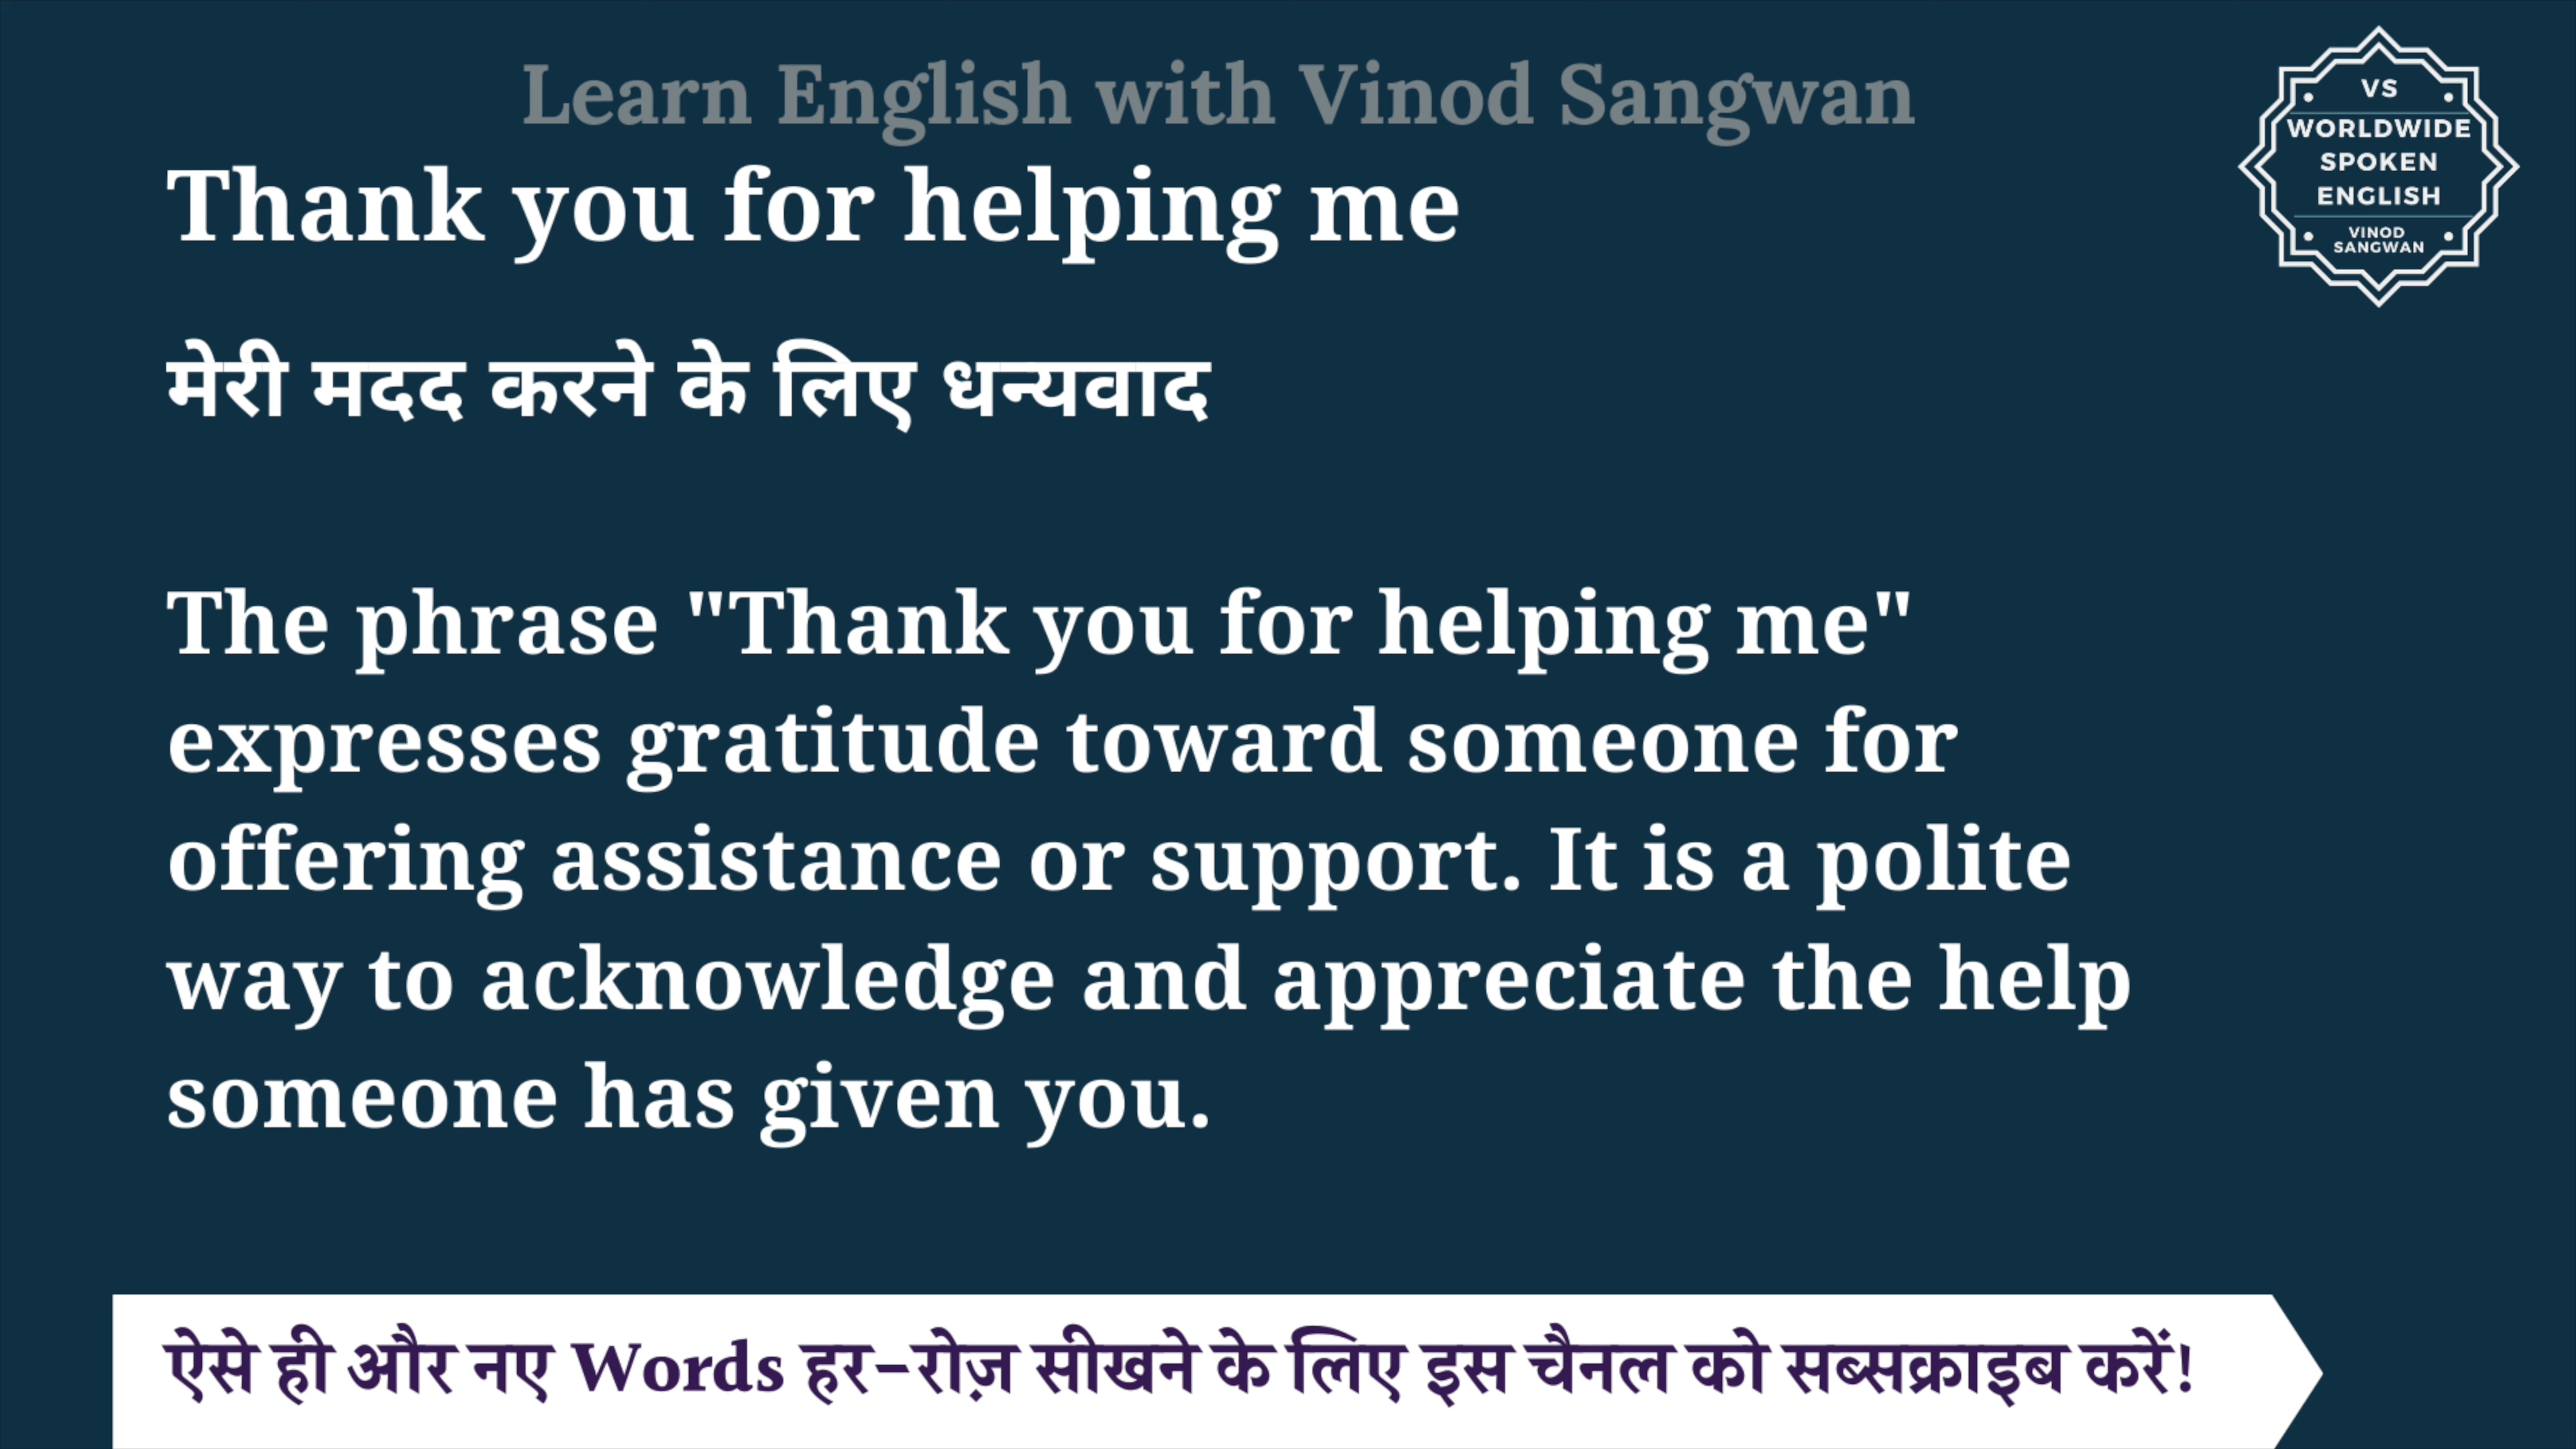 Learn English with Vinod Sangwan
VS
WORLDWIDE
SPOKEN
ENGLISH
VINOD
SANGWAN
Thank you for helping me
मेरी मदद करने के लिए धन्यवाद
The phrase "Thank you for helping me"
expresses gratitude toward someone for
offering assistance or support. It is a polite
way to acknowledge and appreciate the help
someone has given you.
ऐसे ही और नए Words हर-रोज़ सीखने के लिए इस चैनल को सब्सक्राइब करें!